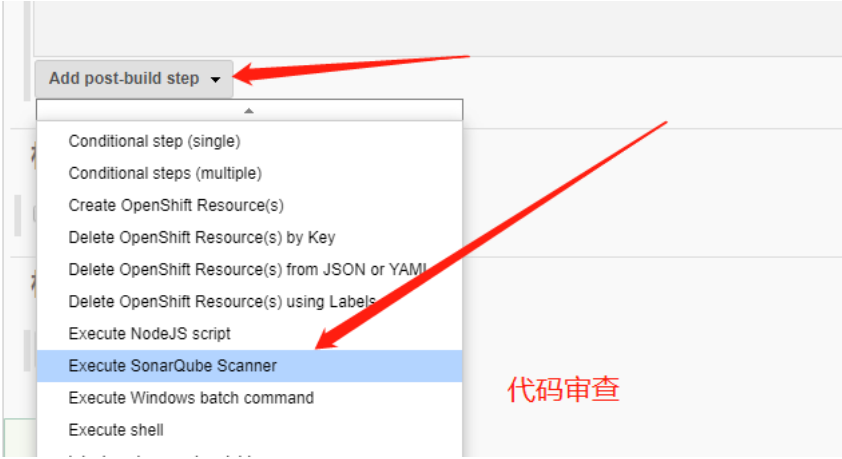 Add post-build step
Conditional step (single)
Conditional steps (multiple)
Create OpenShift Resource(s)
Delete OpenShift Resource(s) by Key
Delete OpenShift Resource(s) from JSON or YAML
Delete OpenShift Resource(s) using Labels
Execute NodeJS script
Execute SonarQube Scanner
代码审查
Execute Windows batch command
Execute shell